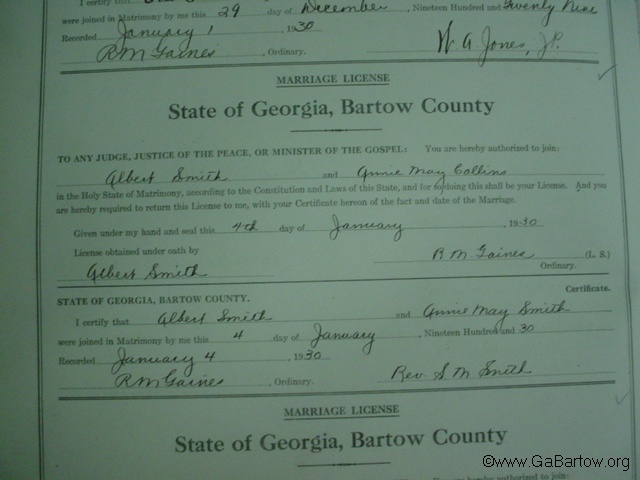 I certify that
were joined in Matrimony by me this 29 day of December, Nineteen Hundred and Twenty Nine
Recorded January 1, 1930
R M Gaines, Ordinary. W. A. Jones, J.P.
MARRIAGE LICENSE
State of Georgia, Bartow County
TO ANY JUDGE, JUSTICE OF THE PEACE, OR MINISTER OF THE GOSPEL: You are hereby authorized to join:
Albert Smith and Annie May Collins
in the Holy State of Matrimony, according to the Constitution and Laws of this State, and for so doing this shall be your License. And you
are hereby required to return this License to me, with your Certificate hereon of the fact and date of the Marriage.
Given under my hand and seal this 4th day of January, 1930
License obtained under oath by R. M. Gaines (L. S.)
Albert Smith Ordinary.
STATE OF GEORGIA, BARTOW COUNTY. Certificate.
I certify that Albert Smith and Annie May Smith
were joined in Matrimony by me this 4 day of January, Nineteen Hundred and 30
Recorded January 4, 1930
R M Gaines, Ordinary. Rev. S M Smith
MARRIAGE LICENSE
State of Georgia, Bartow County
©www.GaBartow.org